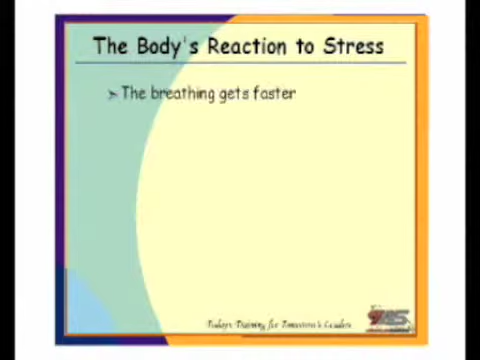 The Body's Reaction to Stress
➢ The breathing gets faster
Today's Training for Tomorrow's Leaders